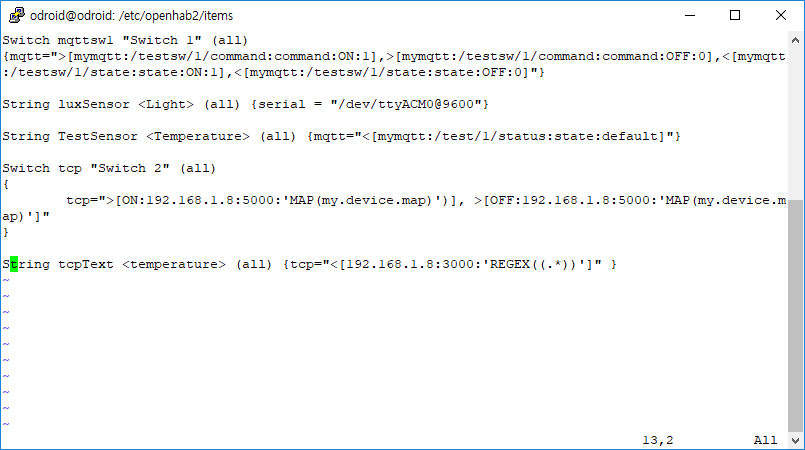 odroid@odroid: /etc/openhab2/items
Switch mqttsw1 "Switch 1" (all)
{mqtt=">[mymqtt:/testsw/1/command:command:ON:1],>[mymqtt:/testsw/1/command:command:OFF:0],<[mymqtt
:/testsw/1/state:state:ON:1],<[mymqtt:/testsw/1/state:state:OFF:0]"}
String luxSensor <Light> (all) {serial = "/dev/ttyACM0@9600"}
String TestSensor <Temperature> (all) {mqtt="<[mymqtt:/test/1/status:state:default]"}
Switch tcp "Switch 2" (all)
{
        tcp=">[ON:192.168.1.8:5000:'MAP(my.device.map)')], >[OFF:192.168.1.8:5000:'MAP(my.device.m
ap)']"
}
String tcpText <temperature> (all) {tcp="<[192.168.1.8:3000:'REGEX((.*))']" }
~
~
~
~
~
~
~
~
~
~
13,2          All